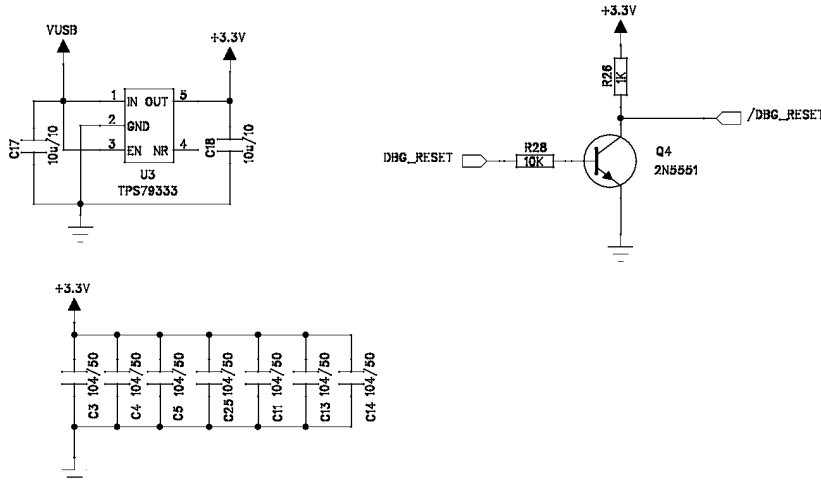 VUSB
+3.3V
1 IN OUT 5
2 GND
3 EN NR 4
C17
10u/10
C18
10u/10
U3
TPS79333
+3.3V
R26
1K
/DBG_RESET
DBG_RESET
R28
10K
Q4
2N5551
+3.3V
C3 104/50
C4 104/50
C5 104/50
C25 104/50
C11 104/50
C13 104/50
C14 104/50